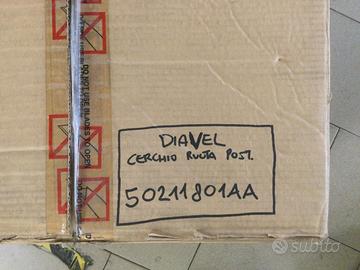 DIAVEL
CERCHIO RUOTA POST.
50211801AA
DO NOT USE BLADES TO OPEN
subito